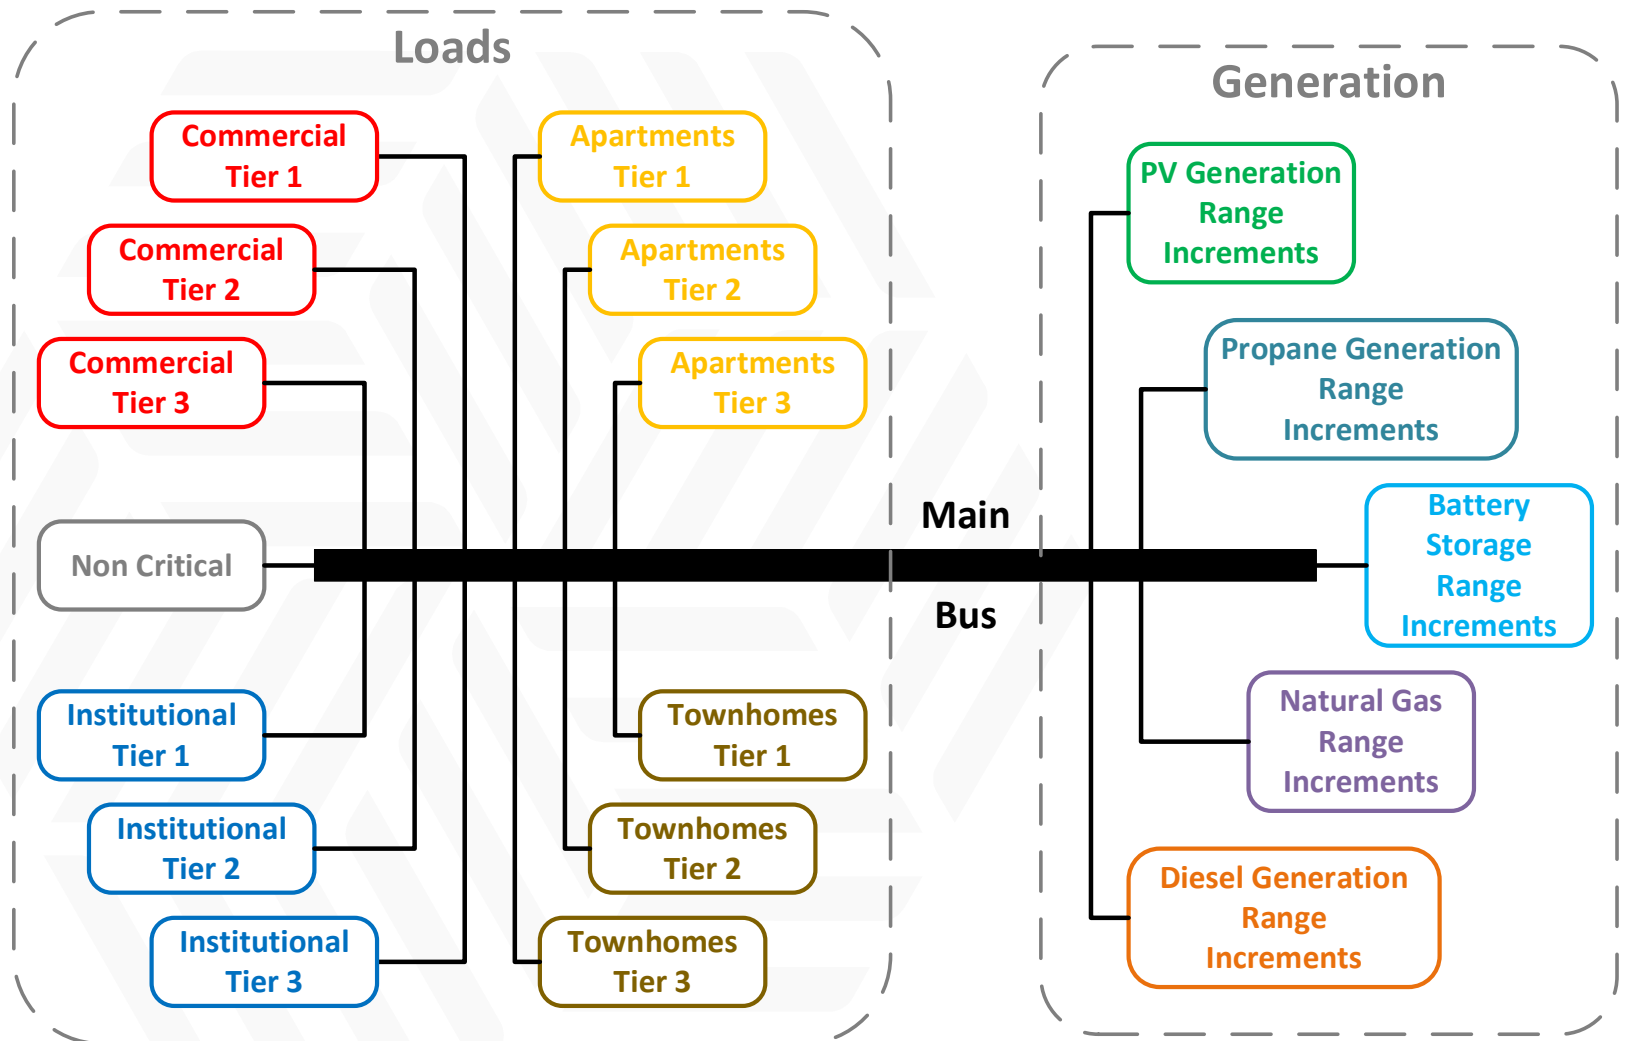 Loads
Commercial
Tier 1
Commercial
Tier 2
Commercial
Tier 3
Non Critical
Institutional
Tier 1
Institutional
Tier 2
Institutional
Tier 3
Apartments
Tier 1
Apartments
Tier 2
Apartments
Tier 3
Townhomes
Tier 1
Townhomes
Tier 2
Townhomes
Tier 3
Main
Bus
Generation
PV Generation
Range
Increments
Propane Generation
Range
Increments
Battery
Storage
Range
Increments
Natural Gas
Range
Increments
Diesel Generation
Range
Increments